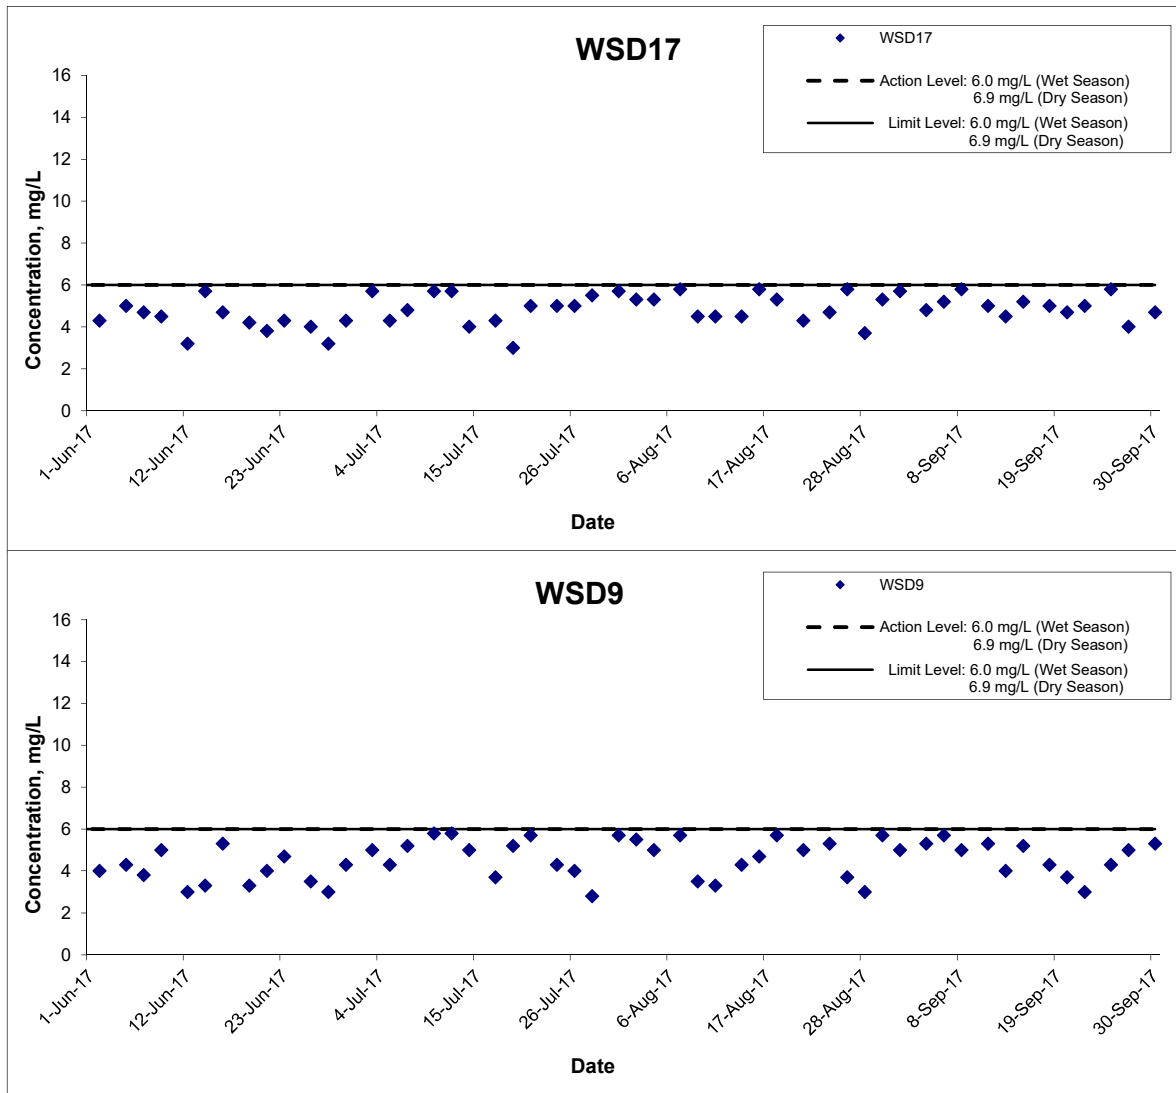 WSD17
WSD17
Action Level: 6.0 mg/L (Wet Season)
6.9 mg/L (Dry Season)
Limit Level: 6.0 mg/L (Wet Season)
6.9 mg/L (Dry Season)
Concentration, mg/L
16
14
12
10
8
6
4
2
0
1-Jun-17
12-Jun-17
23-Jun-17
4-Jul-17
15-Jul-17
26-Jul-17
6-Aug-17
17-Aug-17
28-Aug-17
8-Sep-17
19-Sep-17
30-Sep-17
Date
WSD9
WSD9
Action Level: 6.0 mg/L (Wet Season)
6.9 mg/L (Dry Season)
Limit Level: 6.0 mg/L (Wet Season)
6.9 mg/L (Dry Season)
Concentration, mg/L
16
14
12
10
8
6
4
2
0
1-Jun-17
12-Jun-17
23-Jun-17
4-Jul-17
15-Jul-17
26-Jul-17
6-Aug-17
17-Aug-17
28-Aug-17
8-Sep-17
19-Sep-17
30-Sep-17
Date